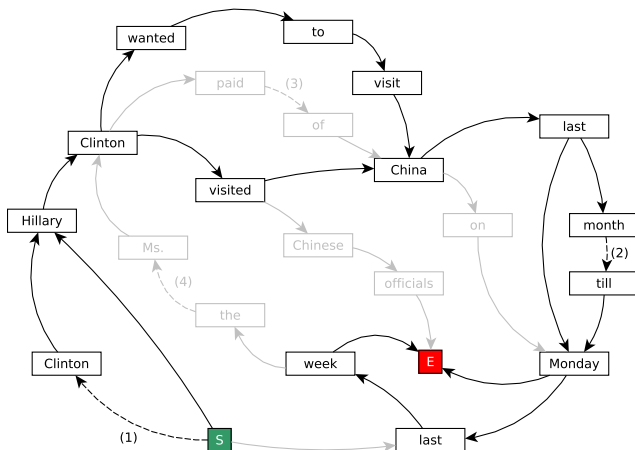 wanted
to
paid
(3)
visit
of
last
Clinton
China
visited
Hillary
on
month
Ms.
Chinese
(2)
(4)
officials
till
the
Clinton
week
E
Monday
(1)
S
last